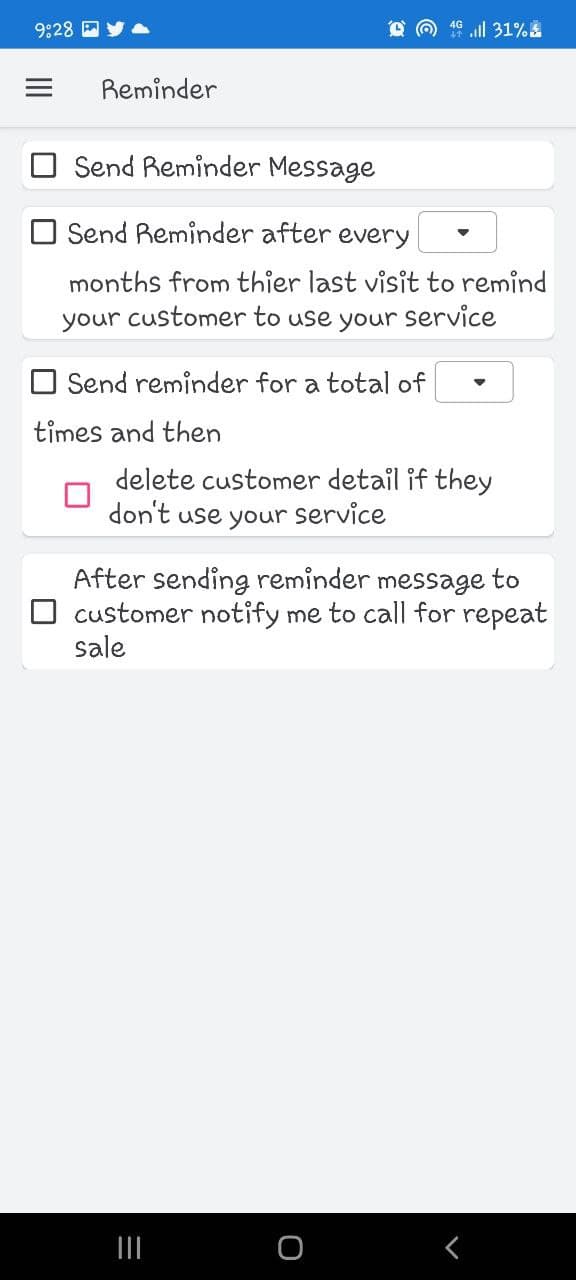 9:28 4G 31%
Reminder
Send Reminder Message
Send Reminder after every
months from thier last visit to remind
your customer to use your service
Send reminder for a total of
times and then
delete customer detail if they
don't use your service
After sending reminder message to
customer notify me to call for repeat
sale